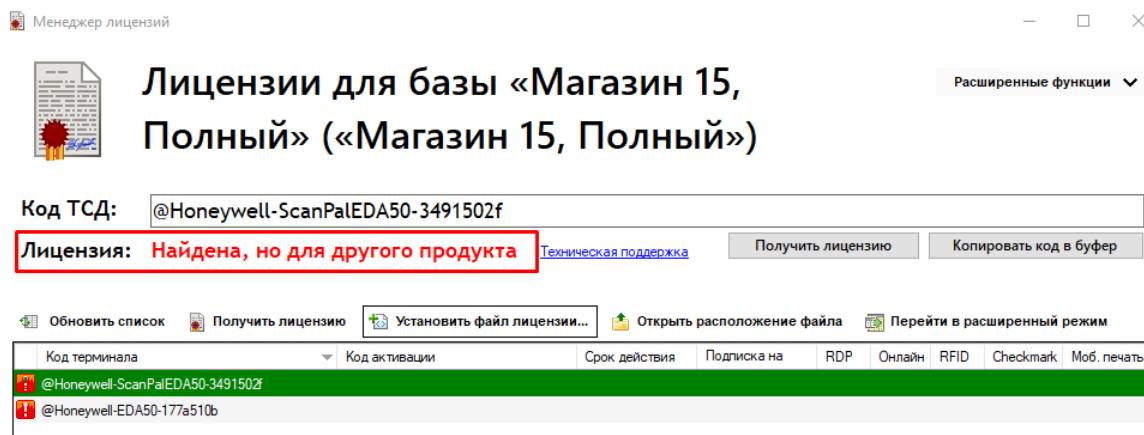 Менеджер лицензий
Лицензии для базы «Магазин 15,
Полный» («Магазин 15, Полный»)
Расширенные функции
Код ТСД: @Honeywell-ScanPalEDA50-3491502f
Лицензия: Найдена, но для другого продукта Техническая поддержка Получить лицензию Копировать код в буфер
Обновить список Получить лицензию Установить файл лицензии... Открыть расположение файла Перейти в расширенный режим
Код терминала Код активации Срок действия Подписка на RDP Онлайн RFID Checkmark Моб. печать
@Honeywell-ScanPalEDA50-3491502f
@Honeywell-EDA50-177a510b